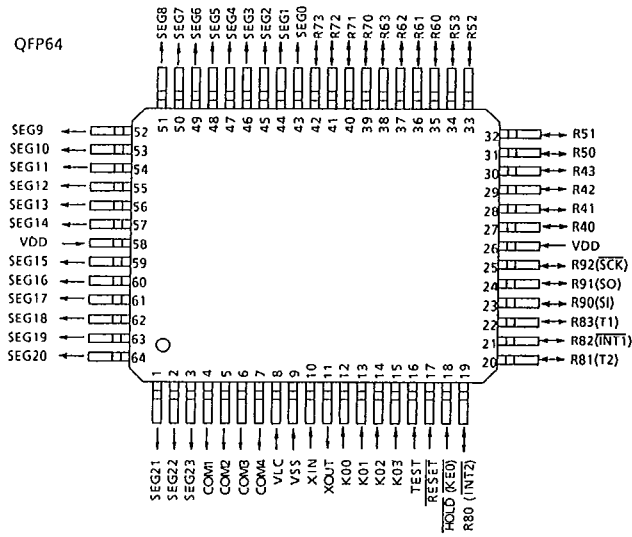 QFP64
SEG8 SEG7 SEG6 SEG5 SEG4 SEG3 SEG2 SEG1 SEG0 R73 R72 R71 R70 R63 R62 R61 R60 R53 R52
51 50 49 48 47 46 45 44 43 42 41 40 39 38 37 36 35 34 33
SEG9 52
SEG10 53
SEG11 54
SEG12 55
SEG13 56
SEG14 57
VDD 58
SEG15 59
SEG16 60
SEG17 61
SEG18 62
SEG19 63
SEG20 64
32 R51
31 R50
30 R43
29 R42
28 R41
27 R40
26 VDD
25 R92(SCK)
24 R91(SO)
23 R90(SI)
22 R83(T1)
21 R82(INT1)
20 R81(T2)
1 2 3 4 5 6 7 8 9 10 11 12 13 14 15 16 17 18 19
SEG21 SEG22 SEG23 COM1 COM2 COM3 COM4 VLC VSS XIN XOUT K00 K01 K02 K03 TEST RESET HOLD (KE0) R80 (INT2)